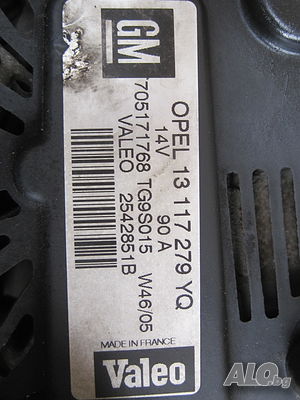 GM
OPEL 13 117 279 YQ
14V 90 A
705171768 TG9S015 W46/05
VALEO 2542851B
MADE IN FRANCE
Valeo
ALO.bg